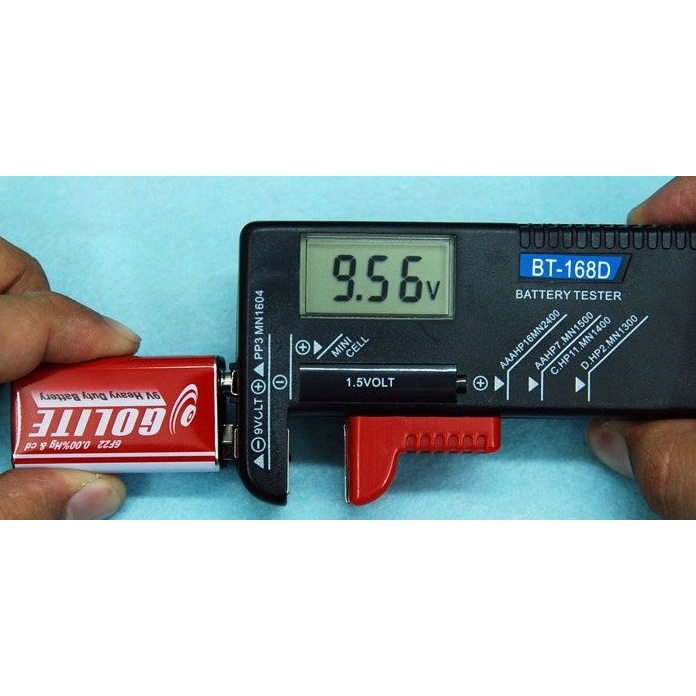 9.56V
BT-168D
BATTERY TESTER
9VOLT PP3 MN1604
MINI
CELL
1.5VOLT
AAAHP16MN2400
AAHP7.MN1500
C.HP11.MN1400
D.HP2.MN1300
GOLITE
9V Heavy Duty Battery
6F22 0.00%Hg & cd